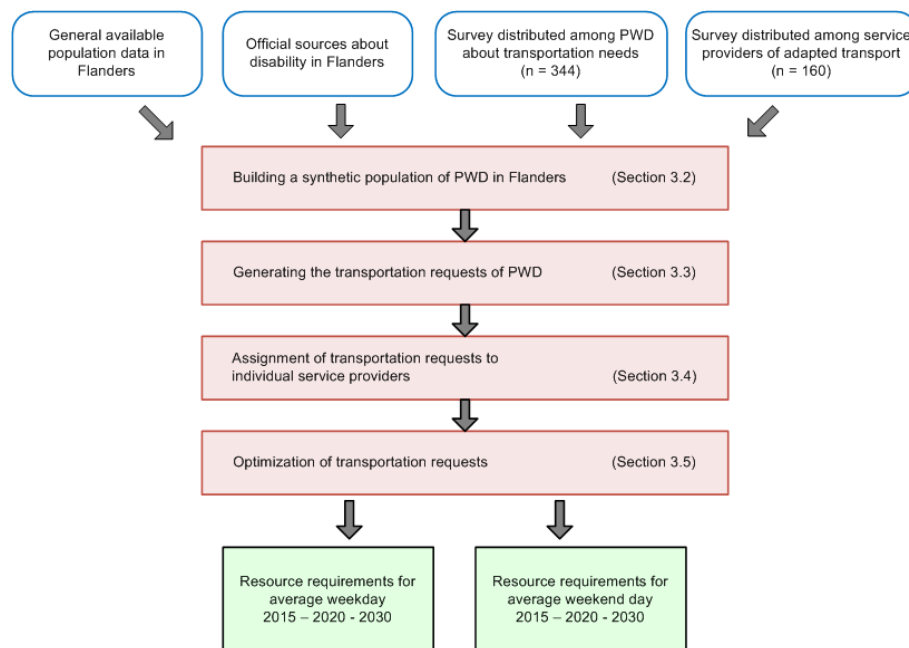 General available
population data in
Flanders
Official sources about
disability in Flanders
Survey distributed among PWD
about transportation needs
(n = 344)
Survey distributed among service
providers of adapted transport
(n = 160)
Building a synthetic population of PWD in Flanders (Section 3.2)
Generating the transportation requests of PWD (Section 3.3)
Assignment of transportation requests to
individual service providers (Section 3.4)
Optimization of transportation requests (Section 3.5)
Resource requirements for
average weekday
2015 – 2020 - 2030
Resource requirements for
average weekend day
2015 – 2020 - 2030